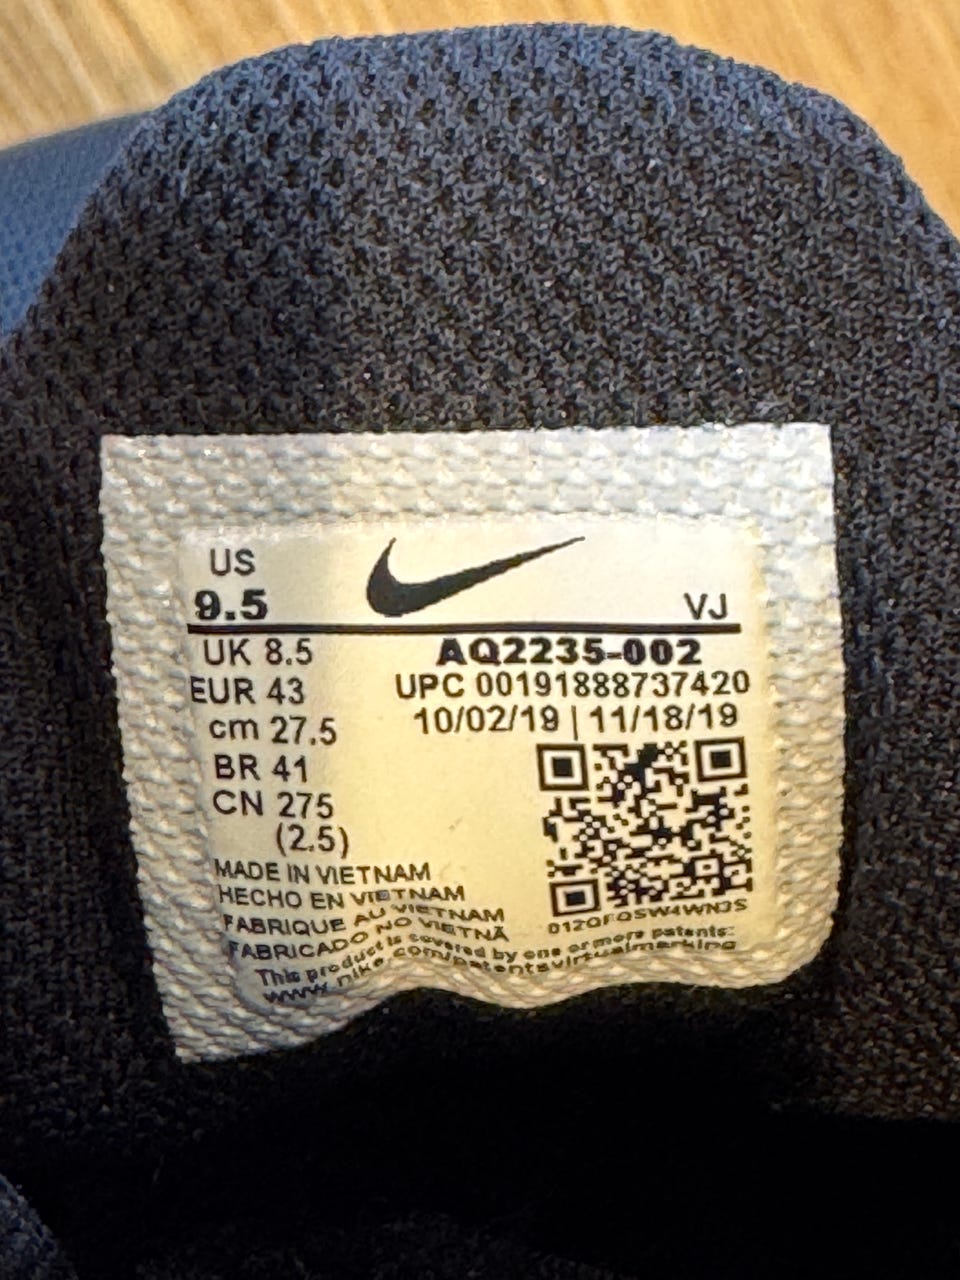 US
9.5
VJ
UK 8.5
AQ2235-002
EUR 43
UPC 00191888737420
cm 27.5
10/02/19 | 11/18/19
BR 41
CN 275
(2.5)
MADE IN VIETNAM
HECHO EN VIETNAM
FABRIQUE AU VIETNAM
FABRICADO NO VIETNÃ
012QFQSW4WN3S
This product is covered by one or more patents:
www.nike.com/patentsvirtualmarking